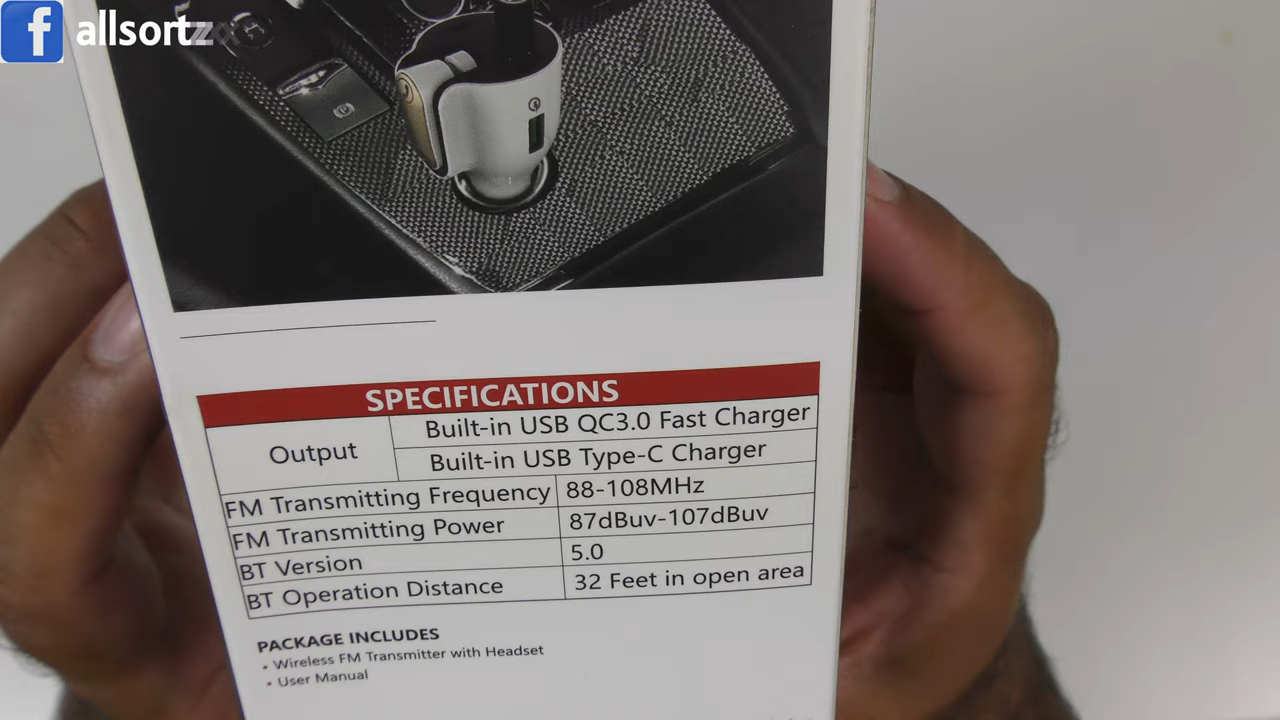 allsortz
SPECIFICATIONS
Output
Built-in USB QC3.0 Fast Charger
Built-in USB Type-C Charger
FM Transmitting Frequency 88-108MHz
FM Transmitting Power 87dBuv-107dBuv
BT Version 5.0
BT Operation Distance 32 Feet in open area
PACKAGE INCLUDES
• Wireless FM Transmitter with Headset
• User Manual